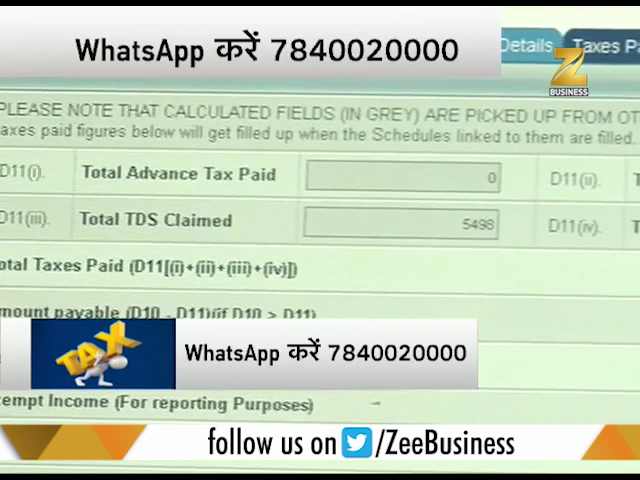 WhatsApp करें 7840020000
Details
Taxes Pa
Z
BUSINESS
PLEASE NOTE THAT CALCULATED FIELDS (IN GREY) ARE PICKED UP FROM OT
axes paid figures below will get filled up when the Schedules linked to them are filled.
D11(i). Total Advance Tax Paid 0 D11(ii). T
D11(iii). Total TDS Claimed 5498 D11(iv). T
otal Taxes Paid (D11[(i)+(ii)+(iii)+(iv)])
mount payable (D10 - D11)(if D10 > D11)
TAX
WhatsApp करें 7840020000
empt Income (For reporting Purposes)
follow us on /ZeeBusiness